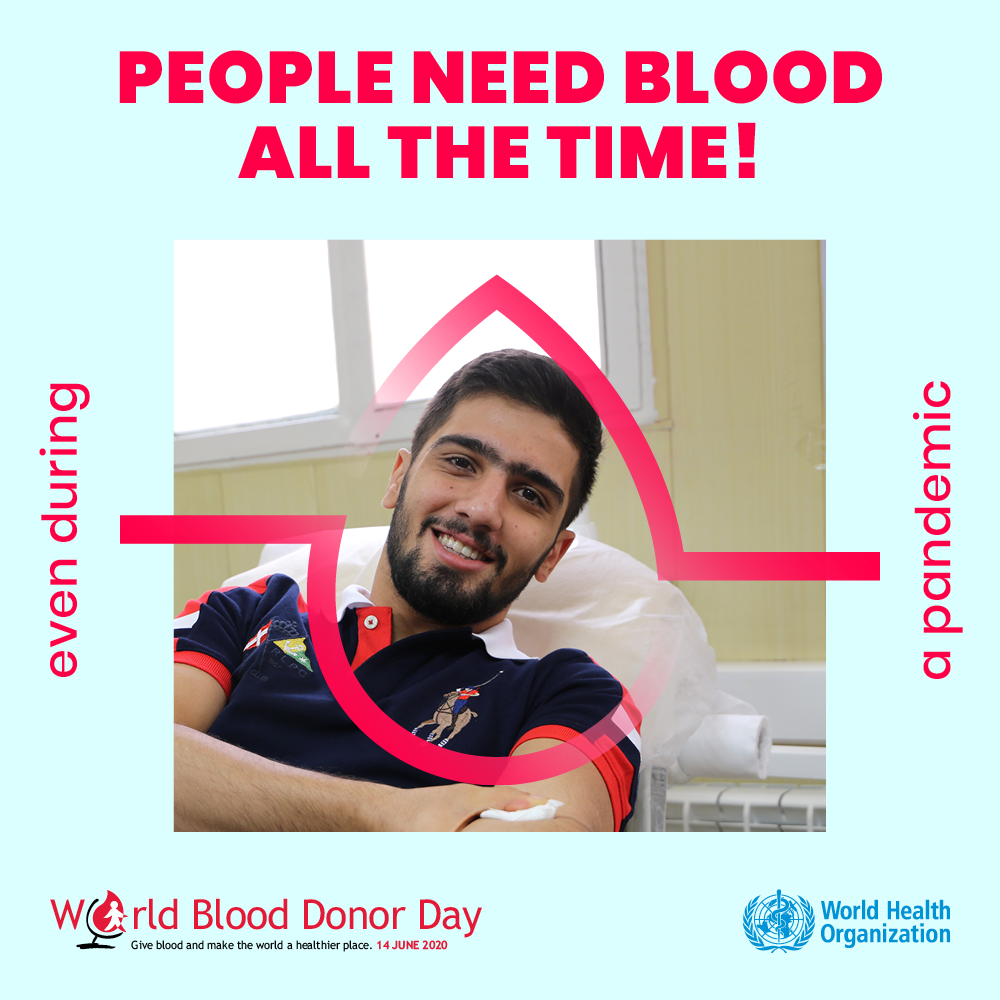 PEOPLE NEED BLOOD
ALL THE TIME!
even during
a pandemic
World Blood Donor Day
Give blood and make the world a healthier place. 14 JUNE 2020
World Health
Organization